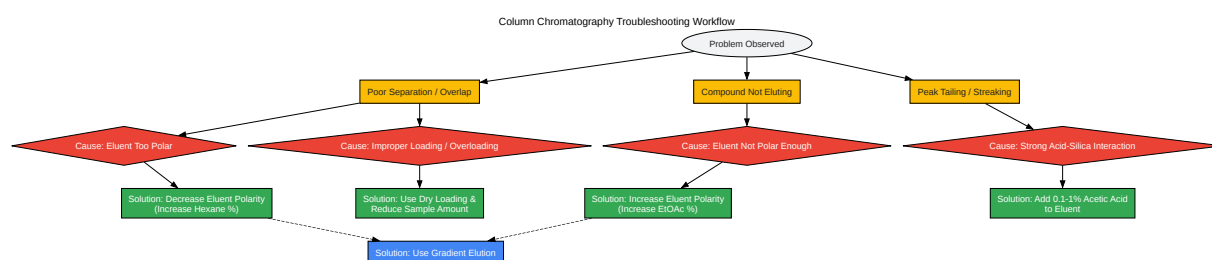 Column Chromatography Troubleshooting Workflow
Problem Observed
Poor Separation / Overlap
Compound Not Eluting
Peak Tailing / Streaking
Cause: Eluent Too Polar
Cause: Improper Loading / Overloading
Cause: Eluent Not Polar Enough
Cause: Strong Acid-Silica Interaction
Solution: Decrease Eluent Polarity
(Increase Hexane %)
Solution: Use Dry Loading &
Reduce Sample Amount
Solution: Increase Eluent Polarity
(Increase EtOAc %)
Solution: Add 0.1-1% Acetic Acid
to Eluent
Solution: Use Gradient Elution